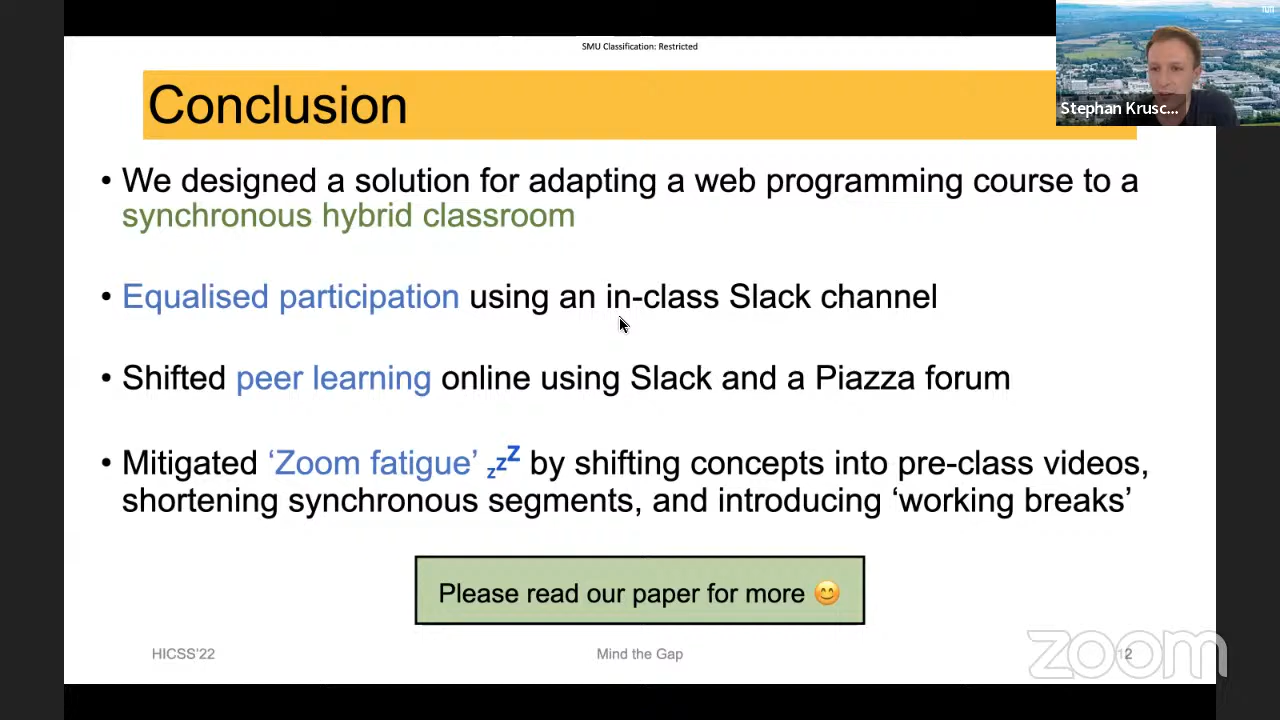 SMU Classification: Restricted
Stephan Krusc...
Conclusion
• We designed a solution for adapting a web programming course to a
synchronous hybrid classroom
• Equalised participation using an in-class Slack channel
• Shifted peer learning online using Slack and a Piazza forum
• Mitigated ‘Zoom fatigue’ zzZ by shifting concepts into pre-class videos,
shortening synchronous segments, and introducing ‘working breaks’
Please read our paper for more 😊
HICSS’22
Mind the Gap
12
zoom